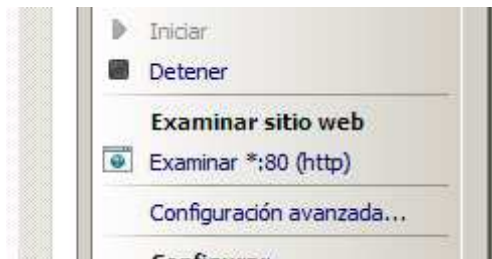 Iniciar
Detener
Examinar sitio web
Examinar *:80 (http)
Configuración avanzada...